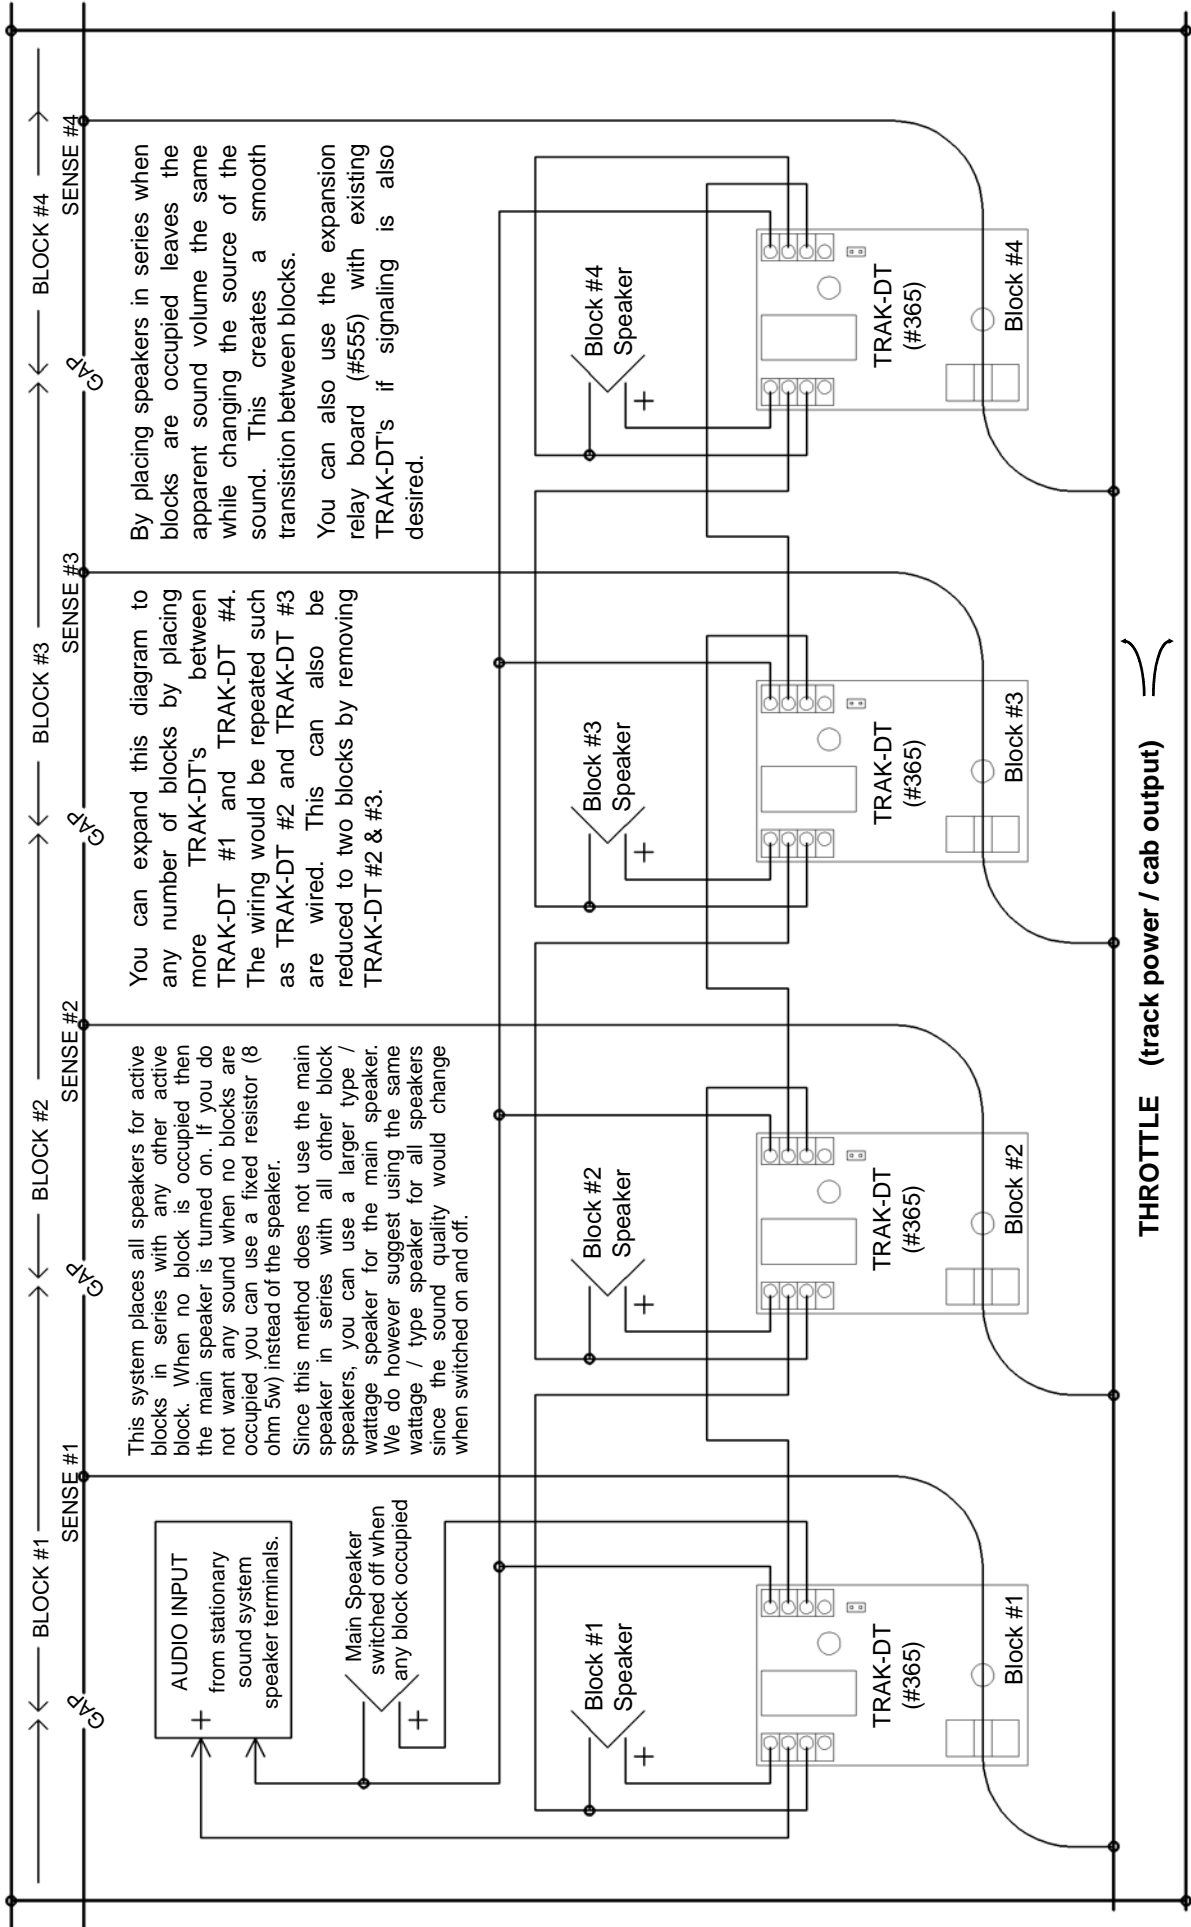 BLOCK #1
BLOCK #2
BLOCK #3
BLOCK #4
GAP
SENSE #1
GAP
SENSE #2
GAP
SENSE #3
GAP
SENSE #4
AUDIO INPUT
from stationary
sound system
speaker terminals.
+
Main Speaker
switched off when
any block occupied
+
This system places all speakers for active
blocks in series with any other active
block. When no block is occupied then
the main speaker is turned on. If you do
not want any sound when no blocks are
occupied you can use a fixed resistor (8
ohm 5w) instead of the speaker.
Since this method does not use the main
speaker in series with all other block
speakers, you can use a larger type /
wattage speaker for the main speaker.
We do however suggest using the same
wattage / type speaker for all speakers
since the sound quality would change
when switched on and off.
You can expand this diagram to
any number of blocks by placing
more TRAK-DT's between
TRAK-DT #1 and TRAK-DT #4.
The wiring would be repeated such
as TRAK-DT #2 and TRAK-DT #3
are wired. This can also be
reduced to two blocks by removing
TRAK-DT #2 & #3.
By placing speakers in series when
blocks are occupied leaves the
apparent sound volume the same
while changing the source of the
sound. This creates a smooth
transistion between blocks.
You can also use the expansion
relay board (#555) with existing
TRAK-DT's if signaling is also
desired.
Block #1
Speaker
+
Block #2
Speaker
+
Block #3
Speaker
+
Block #4
Speaker
+
TRAK-DT
(#365)
Block #1
TRAK-DT
(#365)
Block #2
TRAK-DT
(#365)
Block #3
TRAK-DT
(#365)
Block #4
THROTTLE (track power / cab output)